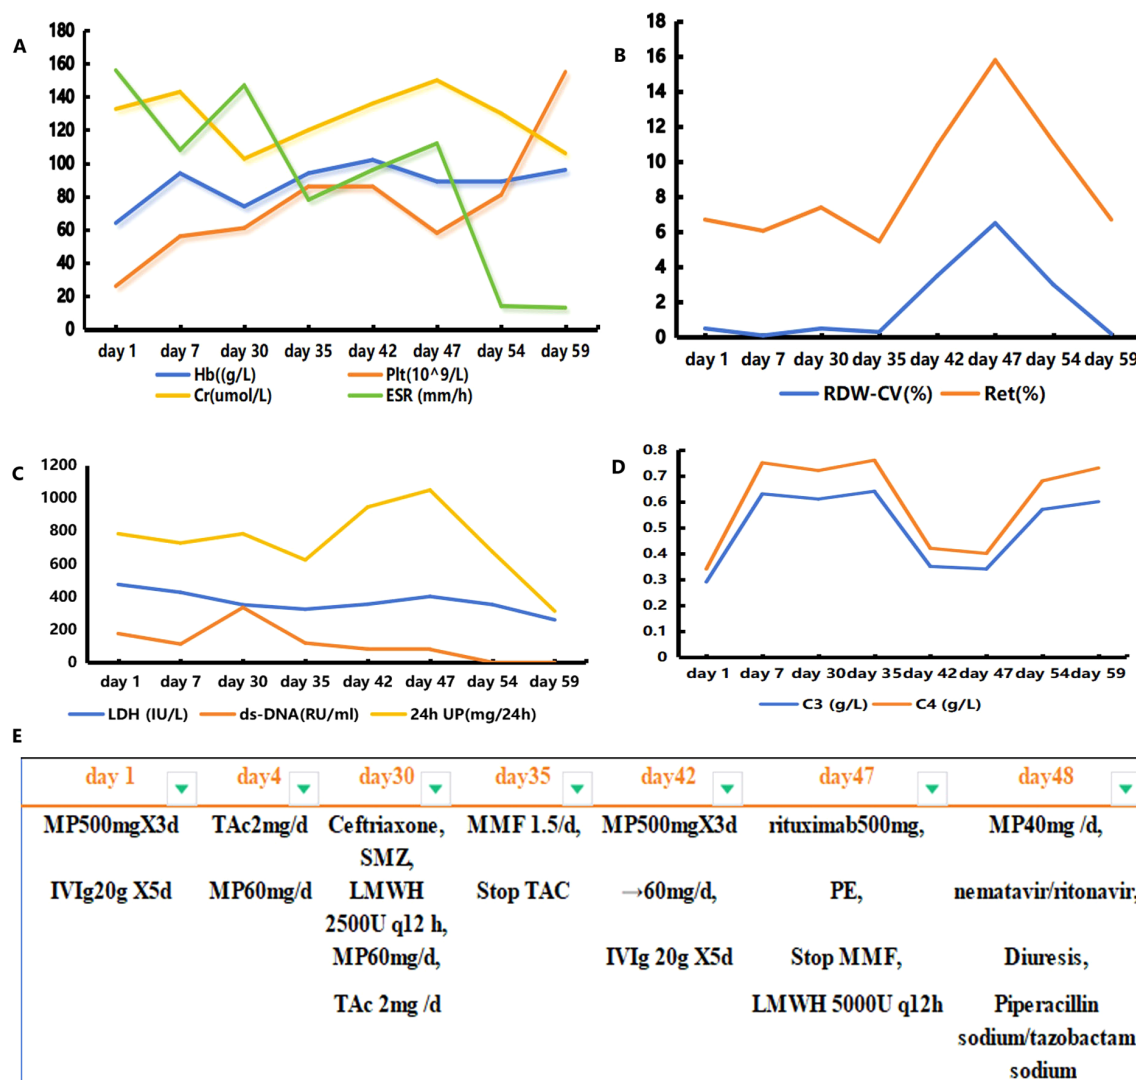 A
180
160
140
120
100
80
60
40
20
0
day 1 day 7 day 30 day 35 day 42 day 47 day 54 day 59
Hb((g/L) Plt(10^9/L)
Cr(umol/L) ESR (mm/h)
B
18
16
14
12
10
8
6
4
2
0
day 1 day 7 day 30 day 35 day 42 day 47 day 54 day 59
RDW-CV(%) Ret(%)
C
1200
1000
800
600
400
200
0
day 1 day 7 day 30 day 35 day 42 day 47 day 54 day 59
LDH (IU/L) ds-DNA(RU/ml) 24h UP(mg/24h)
D
0.8
0.7
0.6
0.5
0.4
0.3
0.2
0.1
0
day 1 day 7 day 30 day 35 day 42 day 47 day 54 day 59
C3 (g/L) C4 (g/L)
E
day 1 day4 day30 day35 day42 day47 day48
MP500mgX3d TAc2mg/d Ceftriaxone, MMF 1.5/d, MP500mgX3d rituximab500mg, MP40mg /d,
SMZ,
IVIg20g X5d MP60mg/d LMWH Stop TAC →60mg/d, PE, nematavir/ritonavir,
2500U q12 h,
MP60mg/d, IVIg 20g X5d Stop MMF, Diuresis,
TAc 2mg /d LMWH 5000U q12h Piperacillin
sodium/tazobactam
sodium